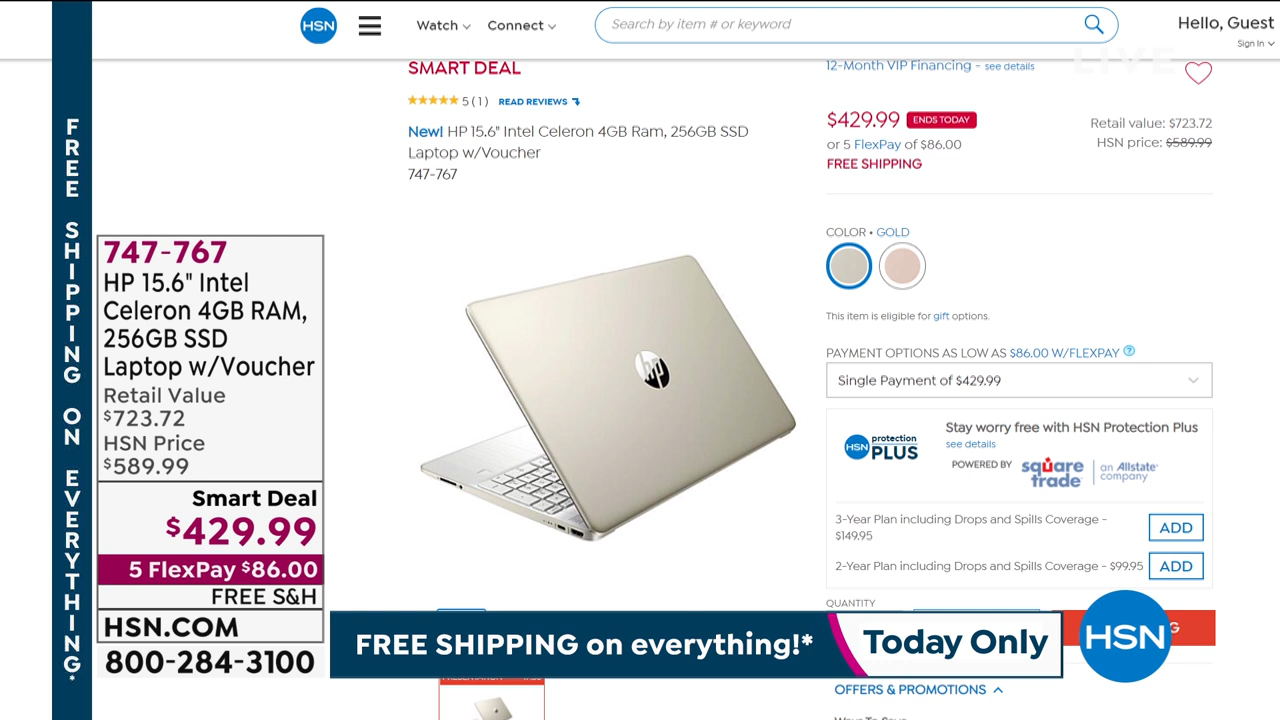 HSN
Watch
Connect
Search by item # or keyword
Hello, Guest
Sign In
LIVE
SMART DEAL
5 (1) READ REVIEWS
New! HP 15.6" Intel Celeron 4GB Ram, 256GB SSD
Laptop w/Voucher
747-767
12-Month VIP Financing - see details
$429.99 ENDS TODAY
or 5 FlexPay of $86.00
FREE SHIPPING
Retail value: $723.72
HSN price: $589.99
COLOR • GOLD
This item is eligible for gift options.
PAYMENT OPTIONS AS LOW AS $86.00 W/FLEXPAY ?
Single Payment of $429.99
HSN protection PLUS
Stay worry free with HSN Protection Plus
see details
POWERED BY square trade an Allstate company
3-Year Plan including Drops and Spills Coverage -
$149.95
ADD
2-Year Plan including Drops and Spills Coverage - $99.95
ADD
QUANTITY
G
OFFERS & PROMOTIONS
hp
FREE SHIPPING ON EVERYTHING.*
747-767
HP 15.6" Intel
Celeron 4GB RAM,
256GB SSD
Laptop w/Voucher
Retail Value
$723.72
HSN Price
$589.99
Smart Deal
$429.99
5 FlexPay $86.00
FREE S&H
HSN.COM
800-284-3100
FREE SHIPPING on everything!*
Today Only
HSN